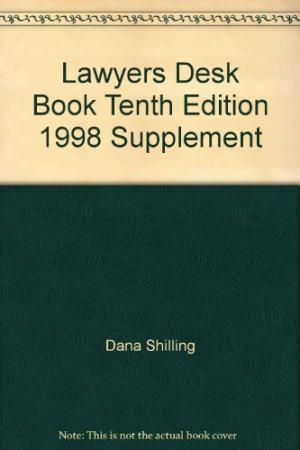 Lawyers Desk
Book Tenth Edition
1998 Supplement
Dana Shilling
Note: This is not the actual book cover